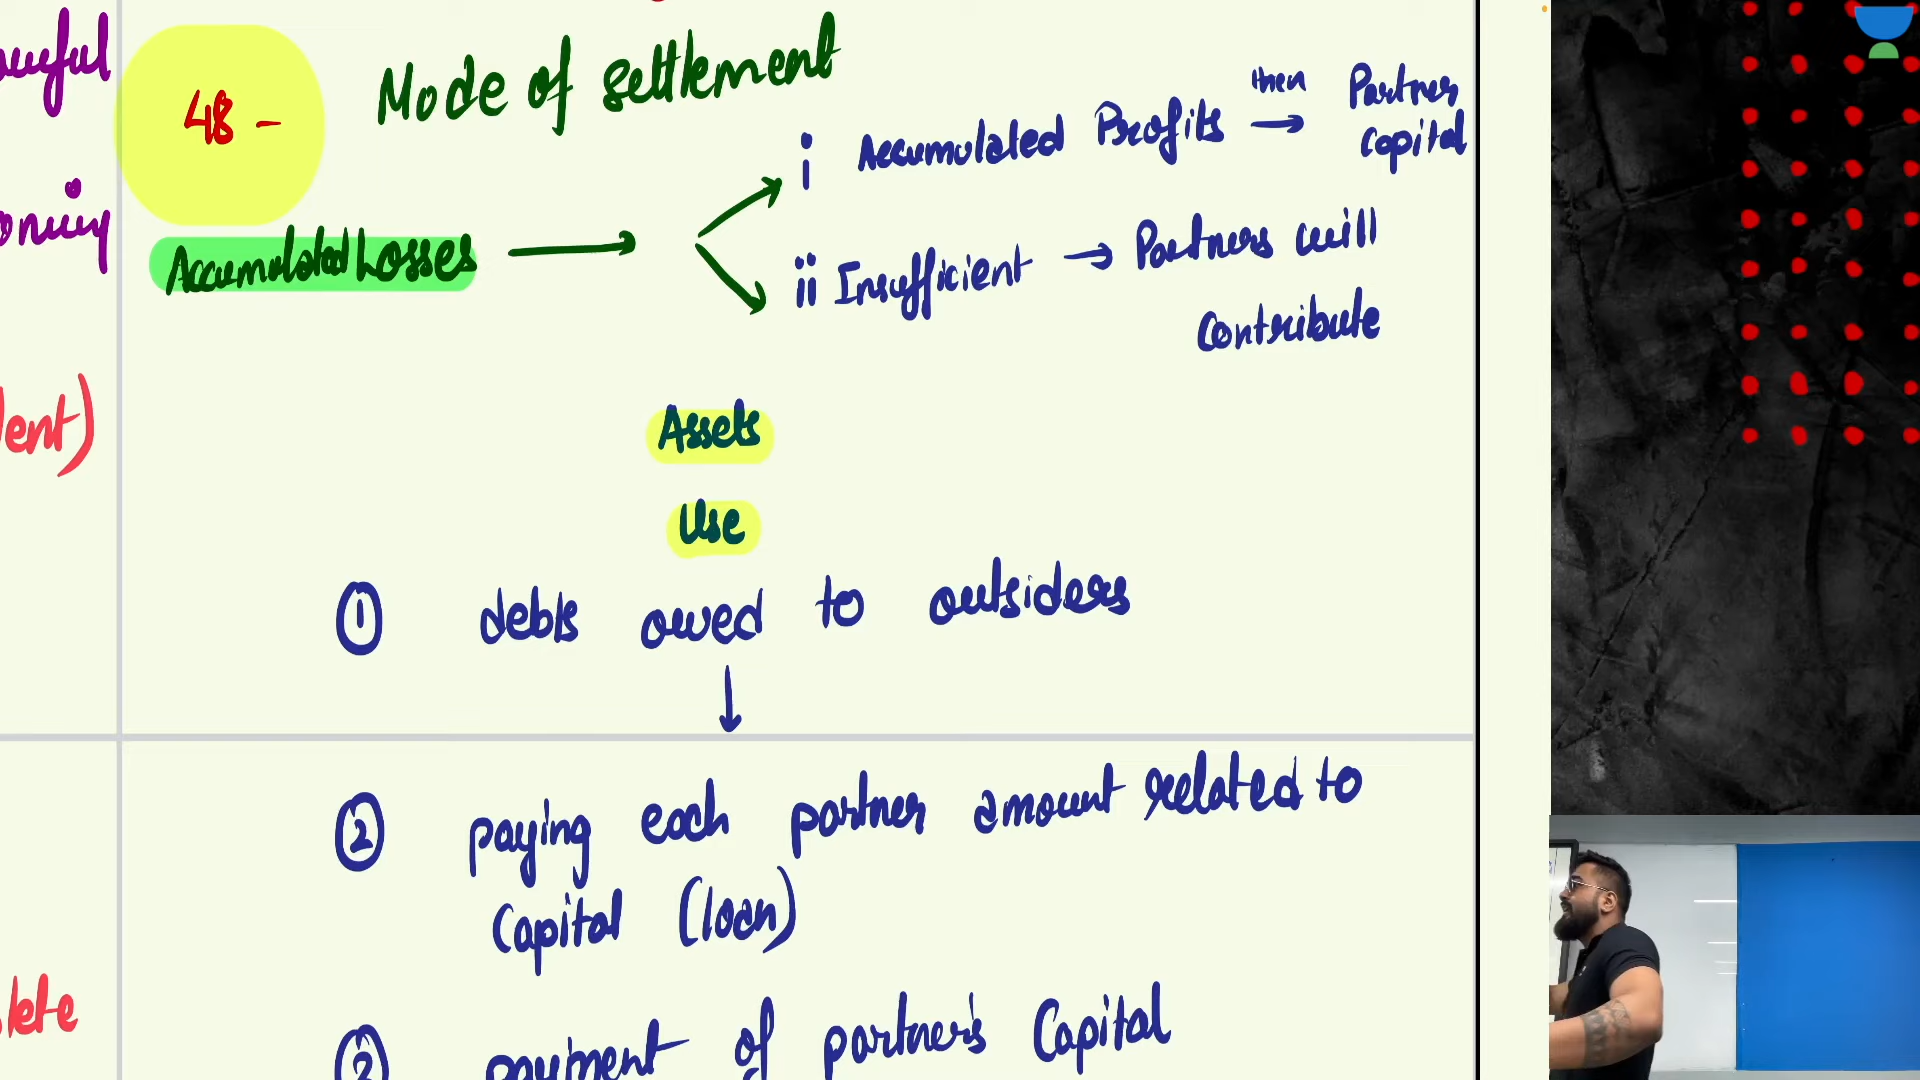 48 - Mode of settlement
Accumulated Losses →
i Accumulated Profits then → Partner capital
ii Insufficient → Partners will
contribute
Assets
Use
① debts owed to outsiders
② paying each partner amount related to
Capital (loan)
payment of partner's Capital
dent)